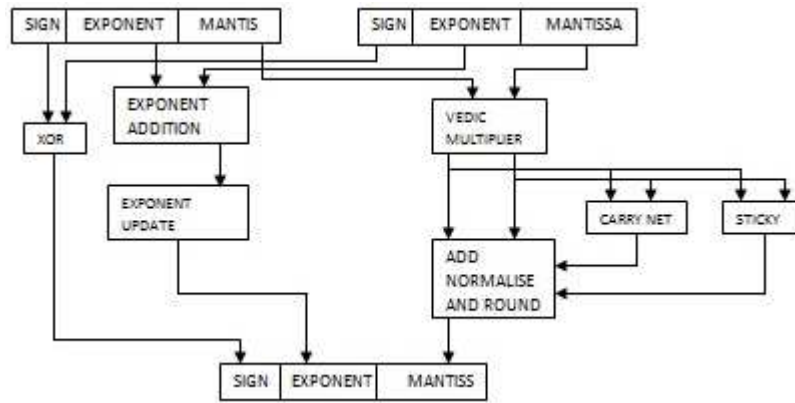 SIGN EXPONENT MANTIS SIGN EXPONENT MANTISSA
EXPONENT
ADDITION
VEDIC
MULTIPLIER
XOR
EXPONENT
UPDATE
CARRY NET STICKY
ADD
NORMALISE
AND ROUND
SIGN EXPONENT MANTISS